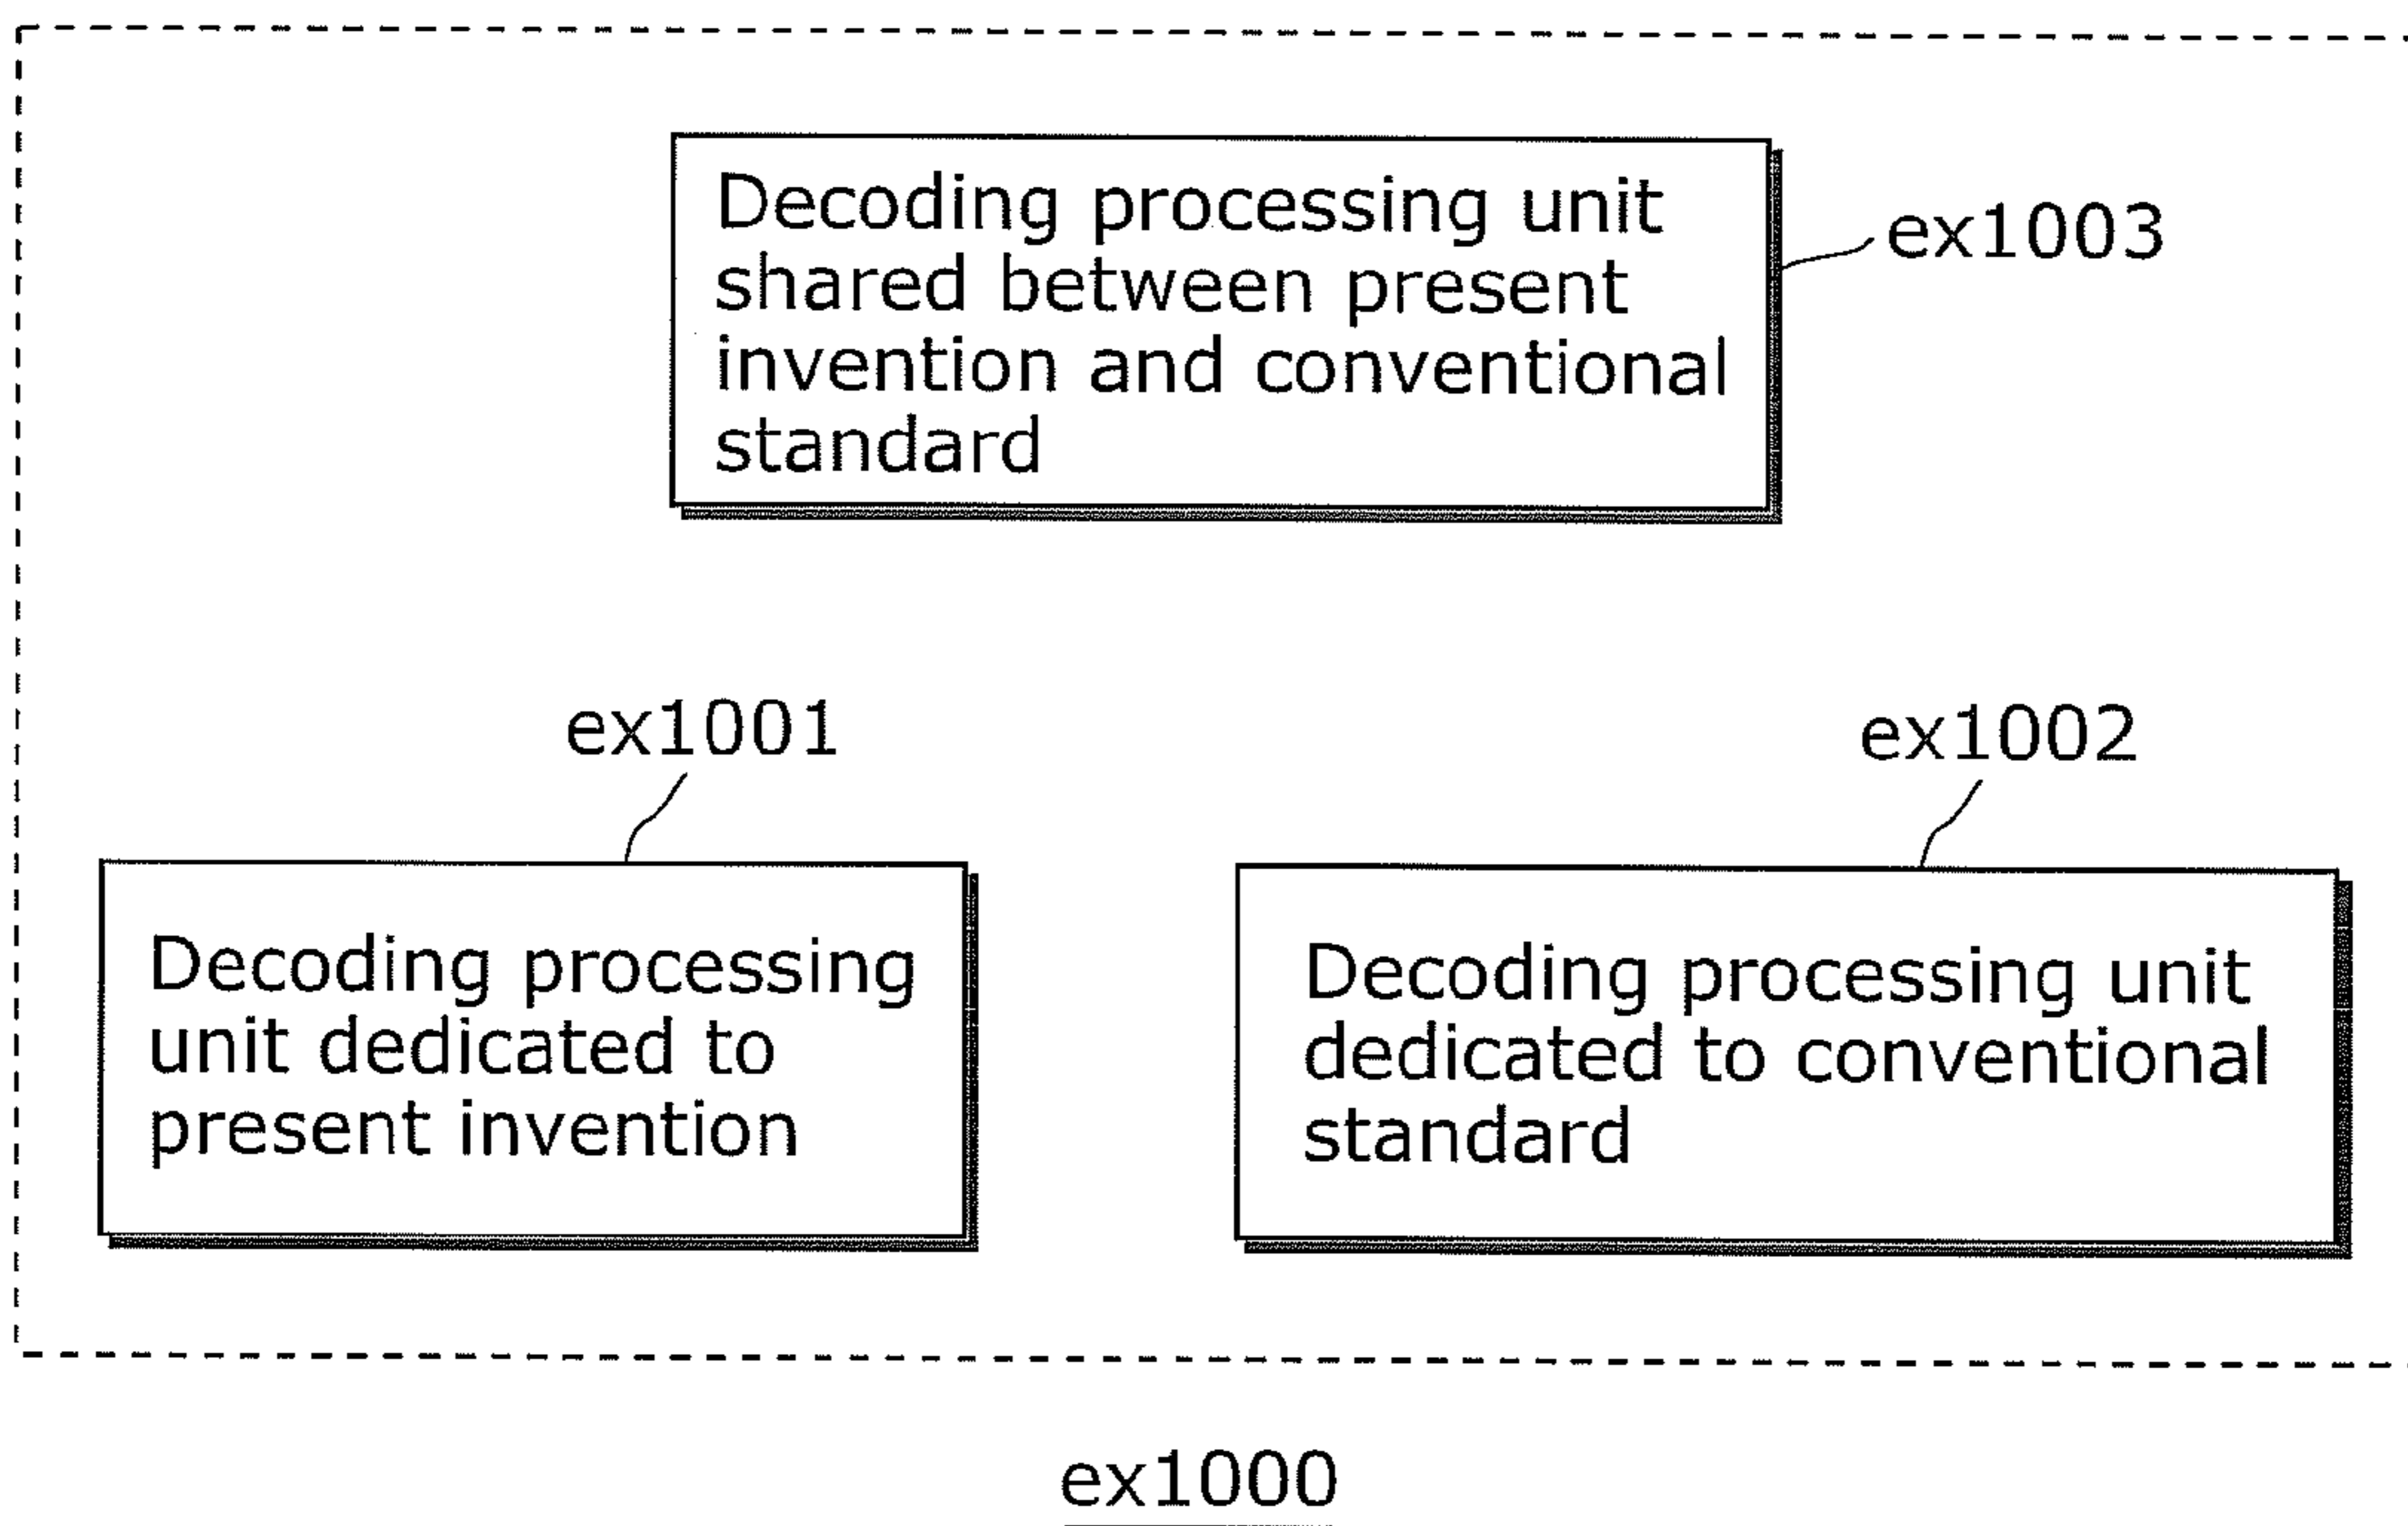 Decoding processing unit
shared between present
invention and conventional
standard
ex1003
ex1001
ex1002
Decoding processing
unit dedicated to
present invention
Decoding processing unit
dedicated to conventional
standard
ex1000